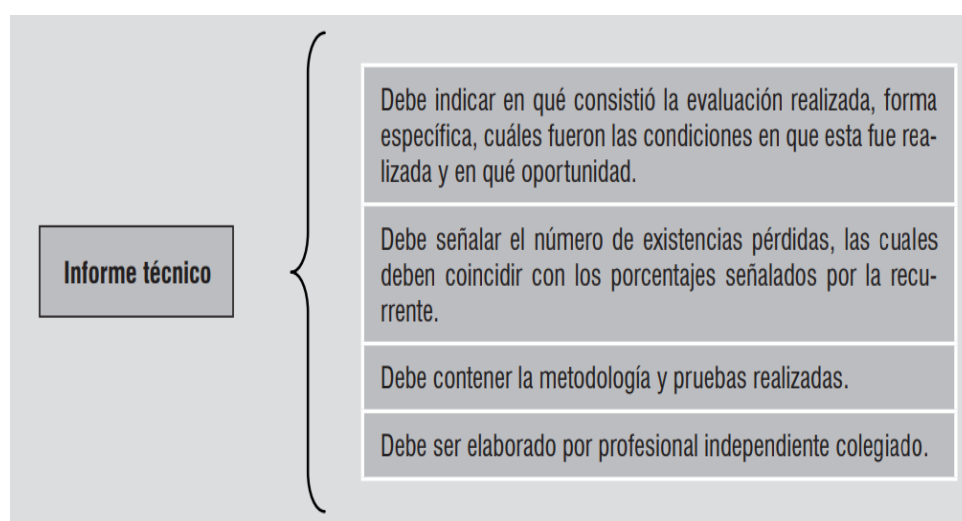 Informe técnico
Debe indicar en qué consistió la evaluación realizada, forma
específica, cuáles fueron las condiciones en que esta fue rea-
lizada y en qué oportunidad.
Debe señalar el número de existencias pérdidas, las cuales
deben coincidir con los porcentajes señalados por la recu-
rrente.
Debe contener la metodología y pruebas realizadas.
Debe ser elaborado por profesional independiente colegiado.